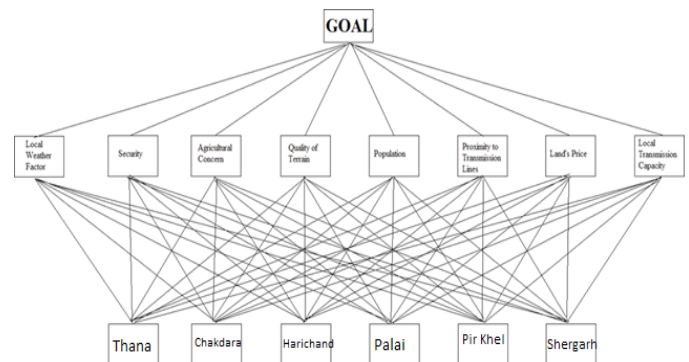 GOAL
Local
Weather
Factor
Security
Agricultural
Concern
Quality of
Terrain
Population
Proximity to
Transmission
Lines
Land's Price
Local
Transmission
Capacity
Thana
Chakdara
Harichand
Palai
Pir Khel
Shergarh